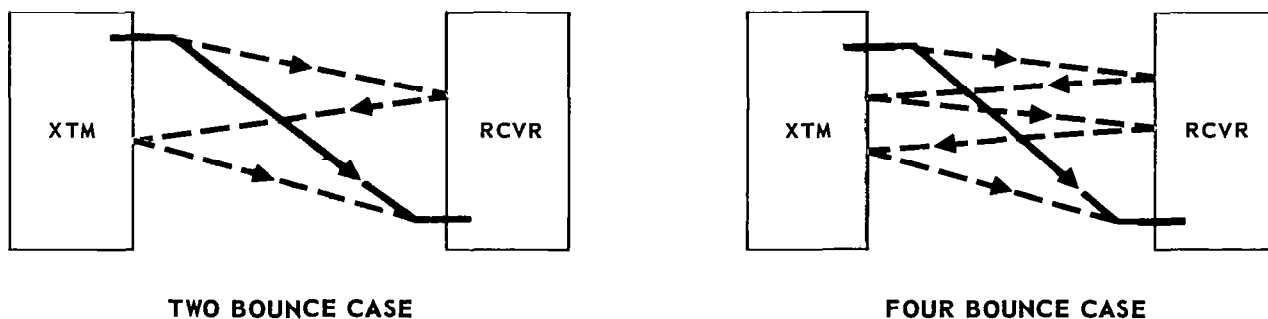 XTM
RCVR
XTM
RCVR
TWO BOUNCE CASE
FOUR BOUNCE CASE